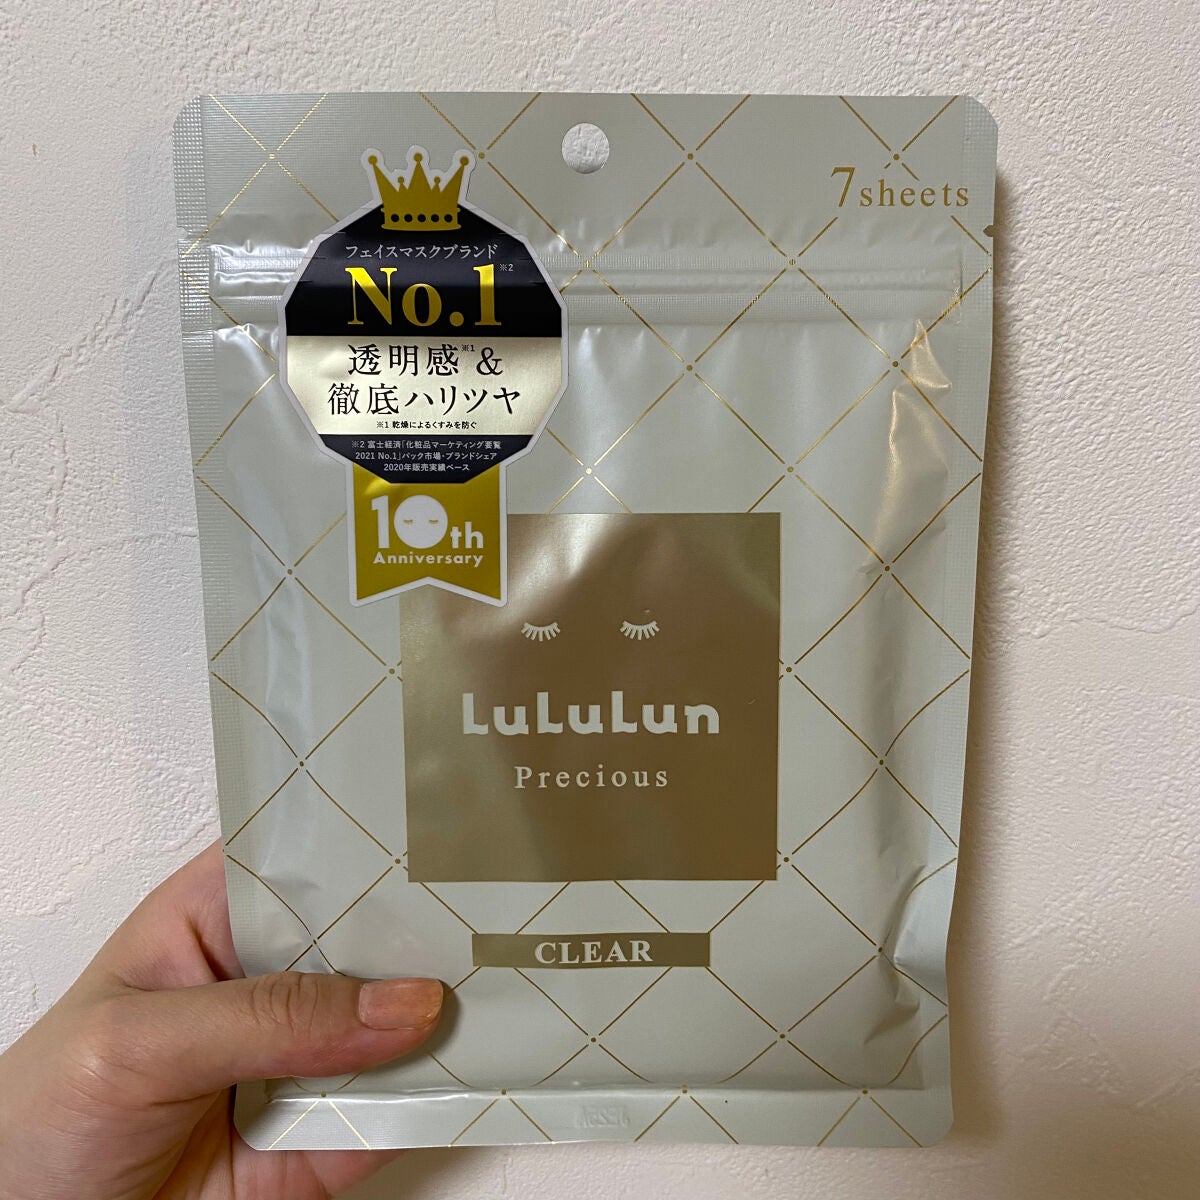 7sheets
フェイスマスクブランド
No.1※2
透明感※1&
徹底ハリツヤ
※1 乾燥によるくすみを防ぐ
※2 富士経済「化粧品マーケティング要覧
2021 No.1」パック市場・ブランドシェア
2020年販売実績ベース
10th
Anniversary
LuLuLun
Precious
CLEAR